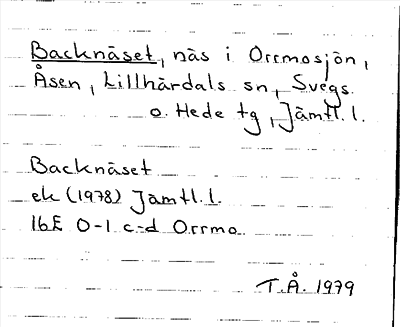 Backnäset, näs i Orrmosjön,
Åsen, Lillhärdals sn, Svegs
o. Hede tg, Jämtl. l.
Backnäset
ek (1978) Jämtl. l.
16E 0-1 c-d Orrmo
T.Å. 1979